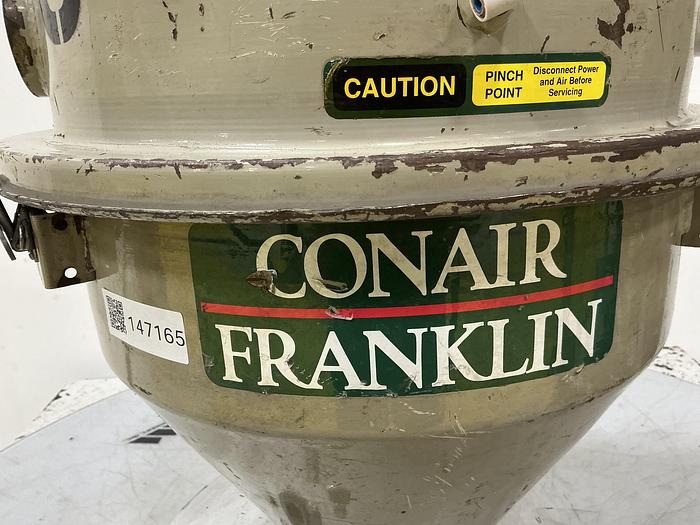 CAUTION
PINCH
POINT
Disconnect Power
and Air Before
Servicing
CONAIR
FRANKLIN
147165